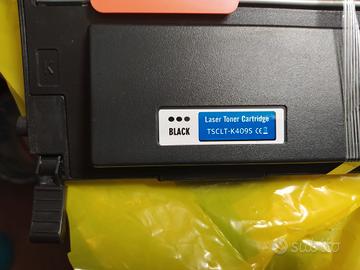 Laser Toner Cartridge
BLACK
TSCLT-K4095 CE
subito